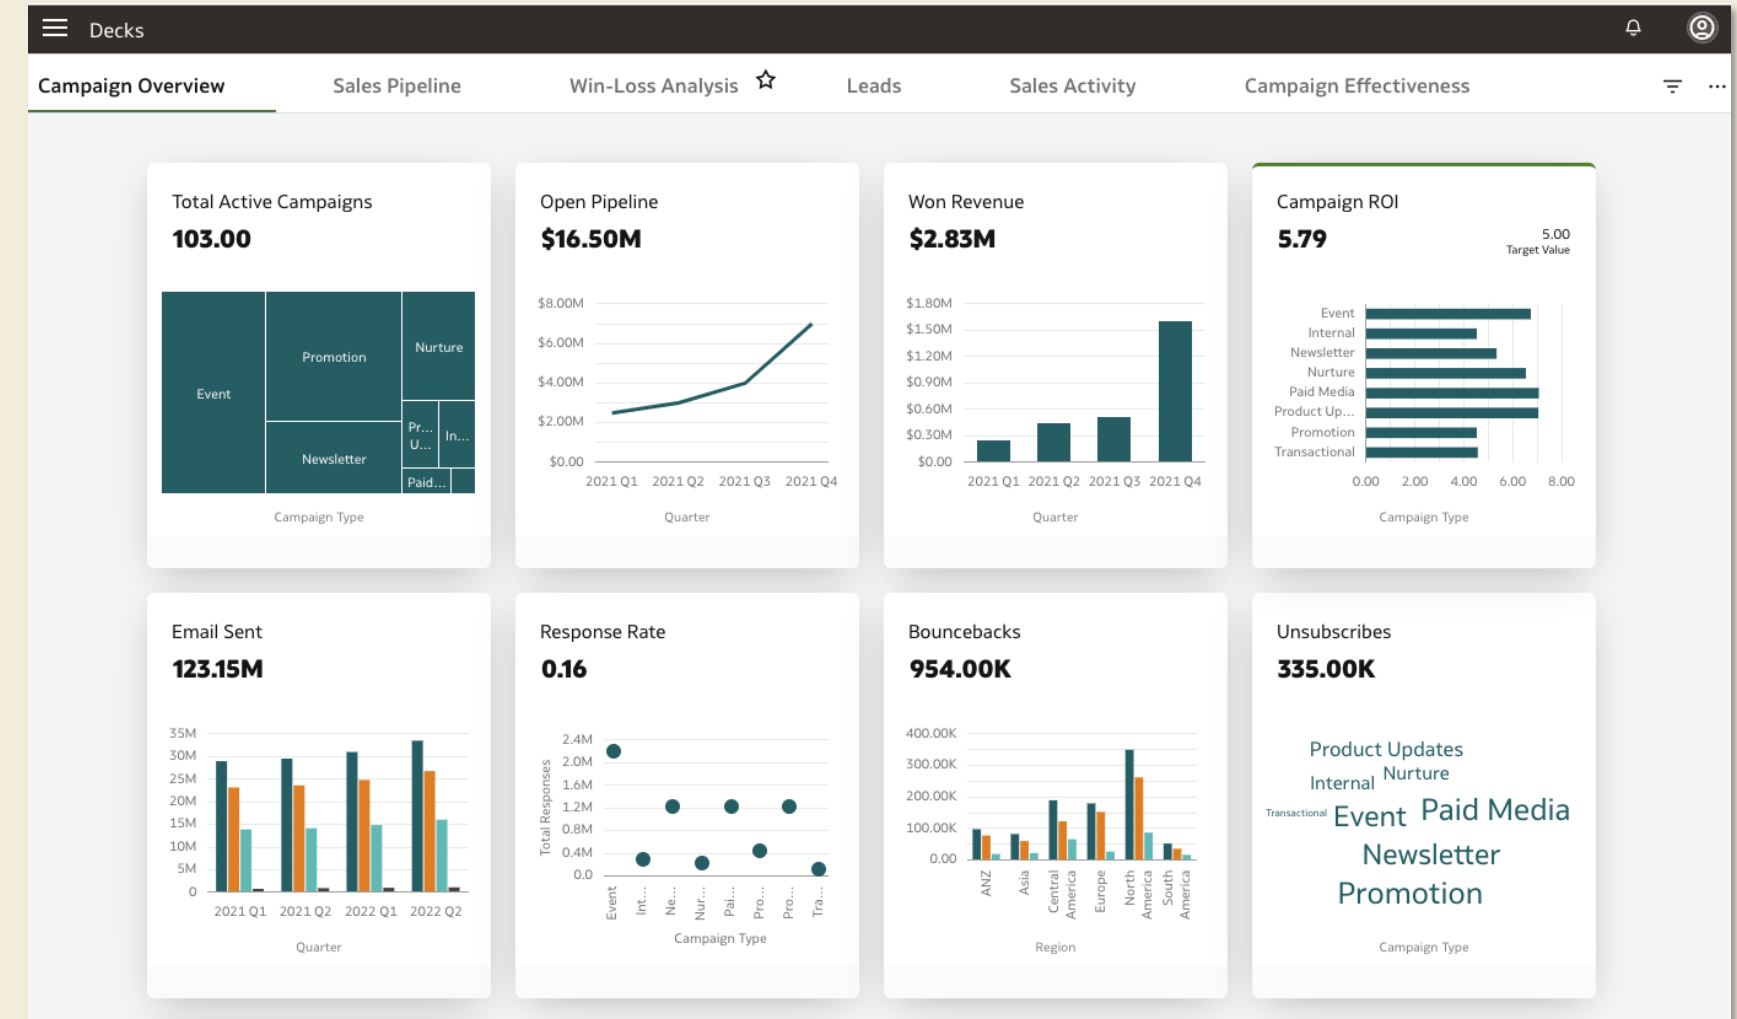 Decks
Campaign Overview
Sales Pipeline
Win-Loss Analysis
Leads
Sales Activity
Campaign Effectiveness
Total Active Campaigns
103.00
Event
Promotion
Nurture
Newsletter
Pr...
U...
In...
Paid...
Campaign Type
Open Pipeline
$16.50M
$8.00M
$6.00M
$4.00M
$2.00M
$0.00
2021 Q1 2021 Q2 2021 Q3 2021 Q4
Quarter
Won Revenue
$2.83M
$1.80M
$1.50M
$1.20M
$0.90M
$0.60M
$0.30M
$0.00
2021 Q1 2021 Q2 2021 Q3 2021 Q4
Quarter
Campaign ROI
5.79
5.00
Target Value
Event
Internal
Newsletter
Nurture
Paid Media
Product Up...
Promotion
Transactional
0.00 2.00 4.00 6.00 8.00
Campaign Type
Email Sent
123.15M
35M
30M
25M
20M
15M
10M
5M
0
2021 Q1 2021 Q2 2022 Q1 2022 Q2
Quarter
Response Rate
0.16
Total Responses
2.4M
2.0M
1.6M
1.2M
0.8M
0.4M
0.0
Event
Int...
Ne...
Nur...
Pai...
Pro...
Pro...
Tra...
Campaign Type
Bouncebacks
954.00K
400.00K
300.00K
200.00K
100.00K
0.00
ANZ
Asia
Central
America
Europe
North
America
South
America
Region
Unsubscribes
335.00K
Product Updates
Internal Nurture
Transactional Event Paid Media
Newsletter
Promotion
Campaign Type